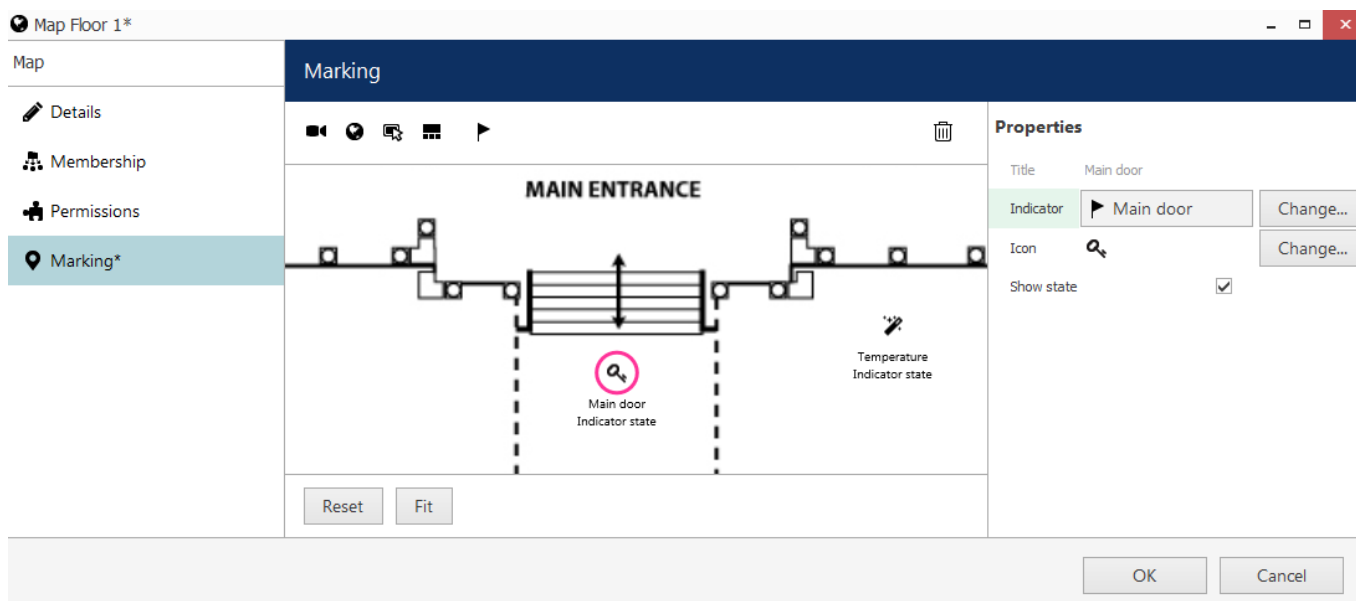 Map Floor 1*
Map
Details
Membership
Permissions
Marking*
Marking
MAIN ENTRANCE
Main door
Indicator state
Temperature
Indicator state
Reset
Fit
Properties
Title Main door
Indicator Main door Change...
Icon Change...
Show state
OK Cancel